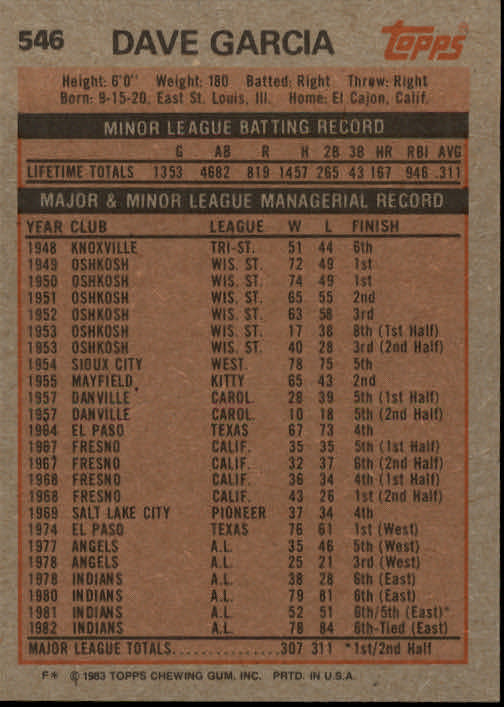 546 DAVE GARCIA Topps
Height: 6'0" Weight: 180 Batted: Right Threw: Right
Born: 9-15-20, East St. Louis, Ill. Home: El Cajon, Calif.
MINOR LEAGUE BATTING RECORD
G AB R H 2B 3B HR RBI AVG
LIFETIME TOTALS 1353 4682 819 1457 265 43 167 946 .311
MAJOR & MINOR LEAGUE MANAGERIAL RECORD
YEAR CLUB LEAGUE W L FINISH
1948 KNOXVILLE TRI-ST. 51 44 6th
1949 OSHKOSH WIS. ST. 72 49 1st
1950 OSHKOSH WIS. ST. 74 49 1st
1951 OSHKOSH WIS. ST. 65 55 2nd
1952 OSHKOSH WIS. ST. 63 58 3rd
1953 OSHKOSH WIS. ST. 17 38 8th (1st Half)
1953 OSHKOSH WIS. ST. 40 28 3rd (2nd Half)
1954 SIOUX CITY WEST. 78 75 5th
1955 MAYFIELD KITTY 65 43 2nd
1957 DANVILLE CAROL. 28 39 5th (1st Half)
1957 DANVILLE CAROL. 10 18 5th (2nd Half)
1964 EL PASO TEXAS 67 73 4th
1967 FRESNO CALIF. 35 35 5th (1st Half)
1967 FRESNO CALIF. 32 37 6th (2nd Half)
1968 FRESNO CALIF. 36 34 4th (1st Half)
1968 FRESNO CALIF. 43 26 1st (2nd Half)
1969 SALT LAKE CITY PIONEER 37 34 4th
1974 EL PASO TEXAS 76 61 1st (West)
1977 ANGELS A.L. 35 46 5th (West)
1978 ANGELS A.L. 25 21 3rd (West)
1978 INDIANS A.L. 38 28 6th (East)
1980 INDIANS A.L. 79 81 6th (East)
1981 INDIANS A.L. 52 51 6th/5th (East)*
1982 INDIANS A.L. 78 84 6th-Tied (East)
MAJOR LEAGUE TOTALS............... 307 311 *1st/2nd Half
F* © 1983 TOPPS CHEWING GUM, INC. PRTD. IN U.S.A.